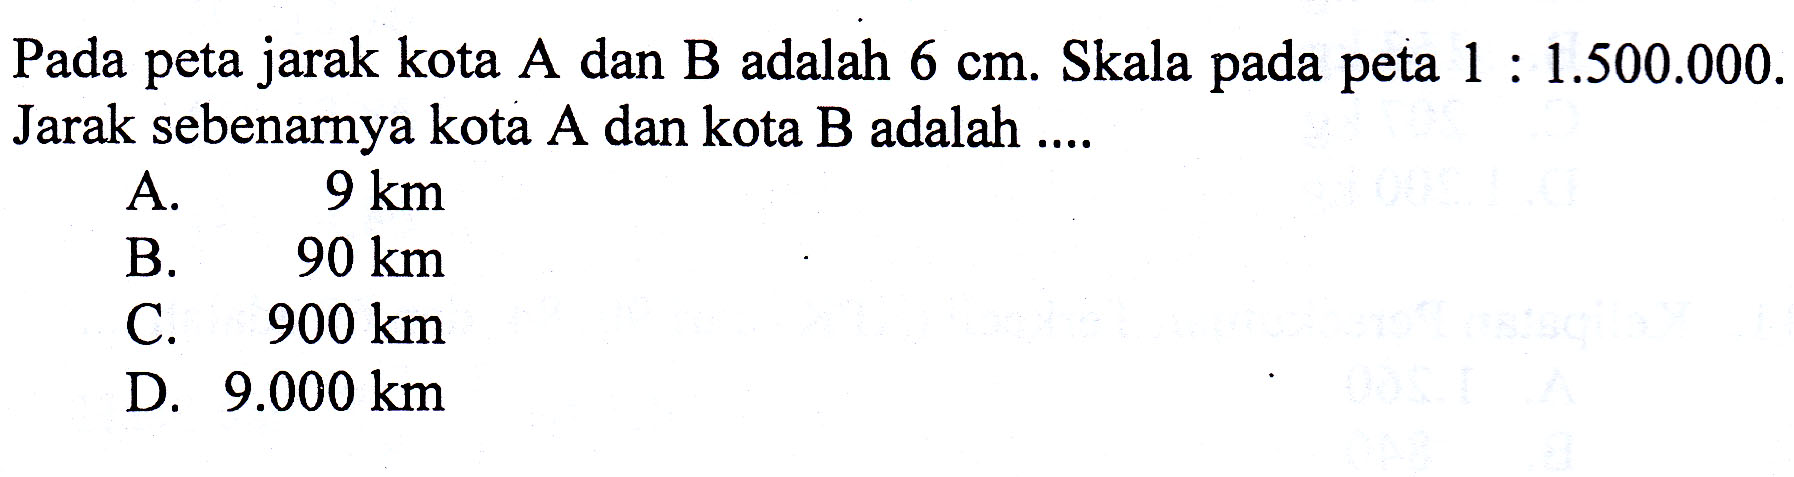 Pada peta jarak kota A dan B adalah 6 cm. Skala pada peta 1 : 1.500.000.
Jarak sebenarnya kota A dan kota B adalah ....
A. 9 km
B. 90 km
C. 900 km
D. 9.000 km